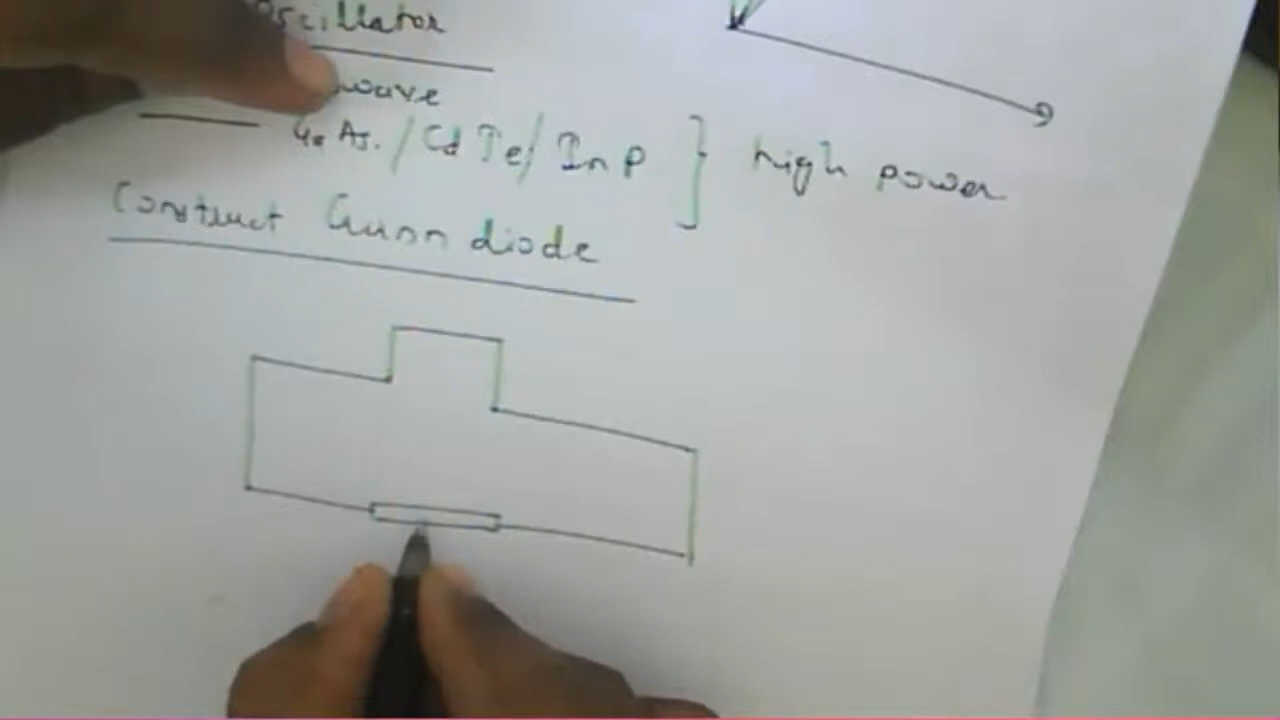 Oscillator
wave
GaAs. / CdTe / InP } high power
Construct Gunn diode